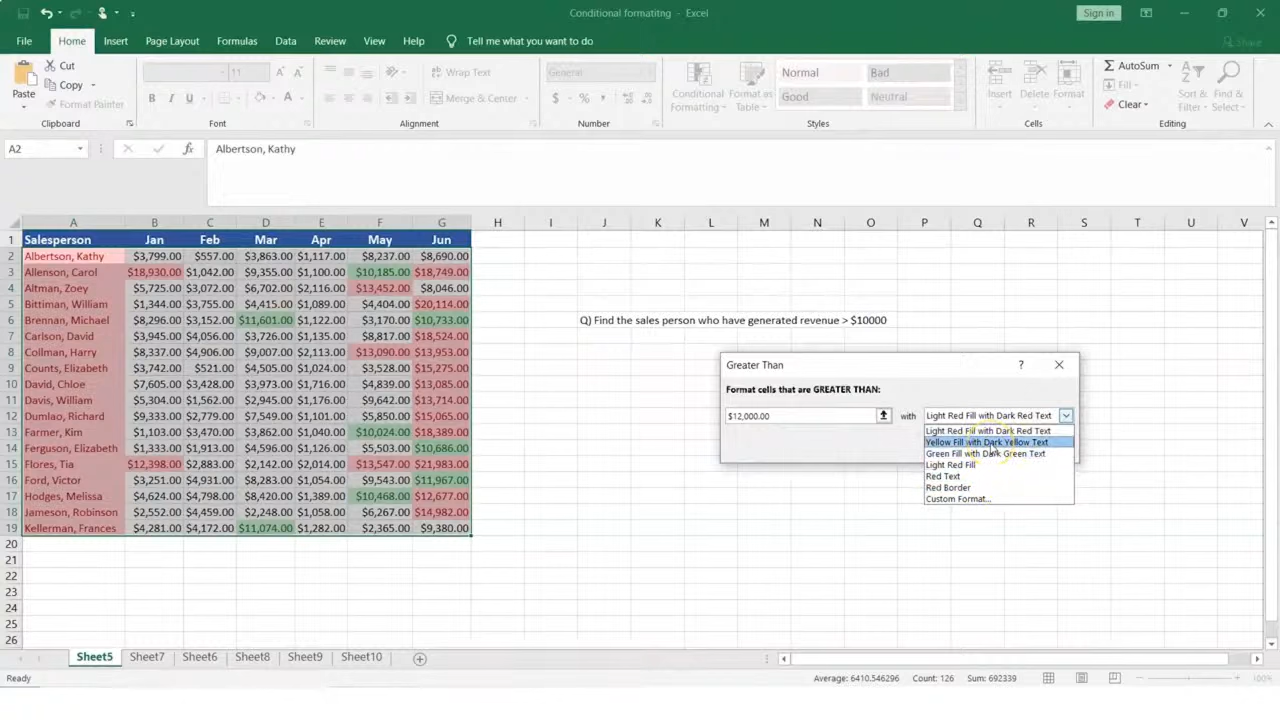 Conditional formaiting - Excel
Sign in
File Home Insert Page Layout Formulas Data Review View Help Tell me what you want to do Share
Paste
Cut
Copy
Format Painter
Clipboard
11
B I U A
Font
Wrap Text
Merge & Center
Alignment
General
$ % ,
Number
Conditional Formatting
Format as Table
Normal Bad
Good Neutral
Styles
Insert Delete Format
Cells
AutoSum
Fill
Clear
Sort & Filter
Find & Select
Editing
A2 fx Albertson, Kathy
A B C D E F G H I J K L M N O P Q R S T U V
1 Salesperson Jan Feb Mar Apr May Jun
2 Albertson, Kathy $3,799.00 $557.00 $3,863.00 $1,117.00 $8,237.00 $8,690.00
3 Allenson, Carol $18,930.00 $1,042.00 $9,355.00 $1,100.00 $10,185.00 $18,749.00
4 Altman, Zoey $5,725.00 $3,072.00 $6,702.00 $2,116.00 $13,452.00 $8,046.00
5 Bittiman, William $1,344.00 $3,755.00 $4,415.00 $1,089.00 $4,404.00 $20,114.00
6 Brennan, Michael $8,296.00 $3,152.00 $11,601.00 $1,122.00 $3,170.00 $10,733.00
Q) Find the sales person who have generated revenue > $10000
7 Carlson, David $3,945.00 $4,056.00 $3,726.00 $1,135.00 $8,817.00 $18,524.00
8 Collman, Harry $8,337.00 $4,906.00 $9,007.00 $2,113.00 $13,090.00 $13,953.00
9 Counts, Elizabeth $3,742.00 $521.00 $4,505.00 $1,024.00 $3,528.00 $15,275.00
10 David, Chloe $7,605.00 $3,428.00 $3,973.00 $1,716.00 $4,839.00 $13,085.00
11 Davis, William $5,304.00 $1,562.00 $2,945.00 $1,176.00 $9,642.00 $13,714.00
12 Dumlao, Richard $9,333.00 $2,779.00 $7,549.00 $1,101.00 $5,850.00 $15,065.00
13 Farmer, Kim $1,103.00 $3,470.00 $3,862.00 $1,040.00 $10,024.00 $18,389.00
14 Ferguson, Elizabeth $1,333.00 $1,913.00 $4,596.00 $1,126.00 $5,503.00 $10,686.00
15 Flores, Tia $12,398.00 $2,883.00 $2,142.00 $2,014.00 $13,547.00 $21,983.00
16 Ford, Victor $3,251.00 $4,931.00 $8,283.00 $1,054.00 $9,543.00 $11,967.00
17 Hodges, Melissa $4,624.00 $4,798.00 $8,420.00 $1,389.00 $10,468.00 $12,677.00
18 Jameson, Robinson $2,552.00 $4,459.00 $2,248.00 $1,058.00 $6,267.00 $14,982.00
19 Kellerman, Frances $4,281.00 $4,172.00 $11,074.00 $1,282.00 $2,365.00 $9,380.00
20
21
22
23
24
25
26
Greater Than ?
Format cells that are GREATER THAN:
$12,000.00 with Light Red Fill with Dark Red Text
Light Red Fill with Dark Red Text
Yellow Fill with Dark Yellow Text
Green Fill with Dark Green Text
Light Red Fill
Red Text
Red Border
Custom Format...
Sheet5 Sheet7 Sheet6 Sheet8 Sheet9 Sheet10
Ready Average: 6410.546296 Count: 126 Sum: 692339 100%